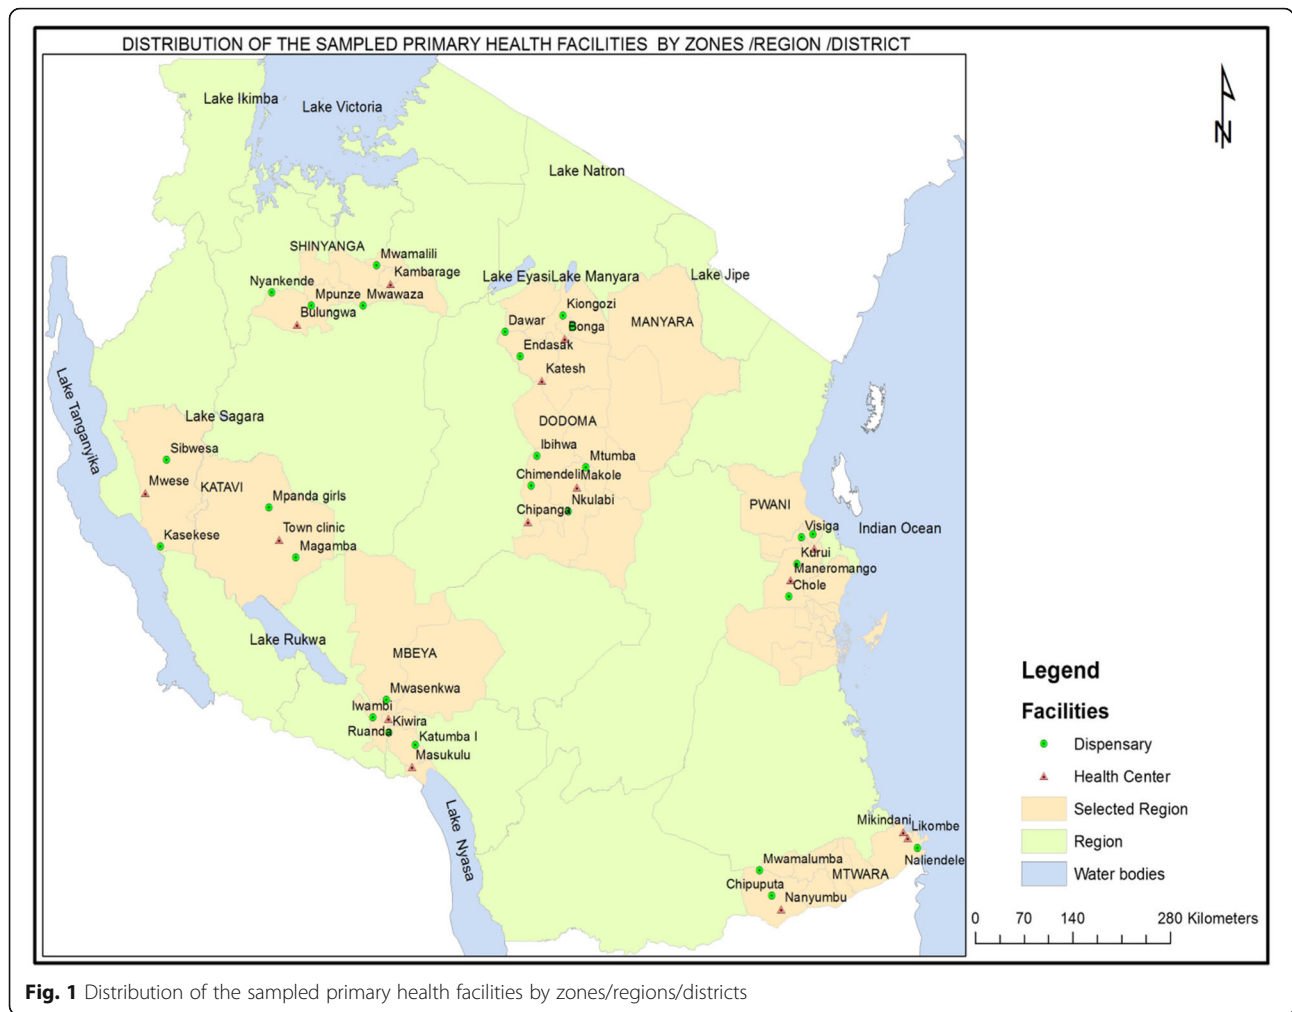 DISTRIBUTION OF THE SAMPLED PRIMARY HEALTH FACILITIES BY ZONES /REGION /DISTRICT
Lake Ikimba
Lake Victoria
N
Lake Natron
SHINYANGA
Mwamalili
Kambarage
Nyankende
Mpunze
Mwawaza
Bulungwa
Lake Eyasi
Lake Manyara
Lake Jipe
Kiongozi
Dawar
Bonga
MANYARA
Endasak
Katesh
Lake Tanganyika
Lake Sagara
DODOMA
Sibwesa
Ibihwa
Mtumba
Mwese
KATAVI
Chimendeli
Makole
Mpanda girls
Nkulabi
Chipanga
PWANI
Town clinic
Visiga
Indian Ocean
Kasekese
Magamba
Kurui
Maneromango
Chole
Lake Rukwa
MBEYA
Mwasenkwa
Iwambi
Kiwira
Ruanda
Katumba I
Masukulu
Lake Nyasa
Mikindani
Likombe
Naliendele
Mwamalumba
MTWARA
Chipuputa
Nanyumbu
Legend
Facilities
Dispensary
Health Center
Selected Region
Region
Water bodies
0 70 140 280 Kilometers
Fig. 1 Distribution of the sampled primary health facilities by zones/regions/districts